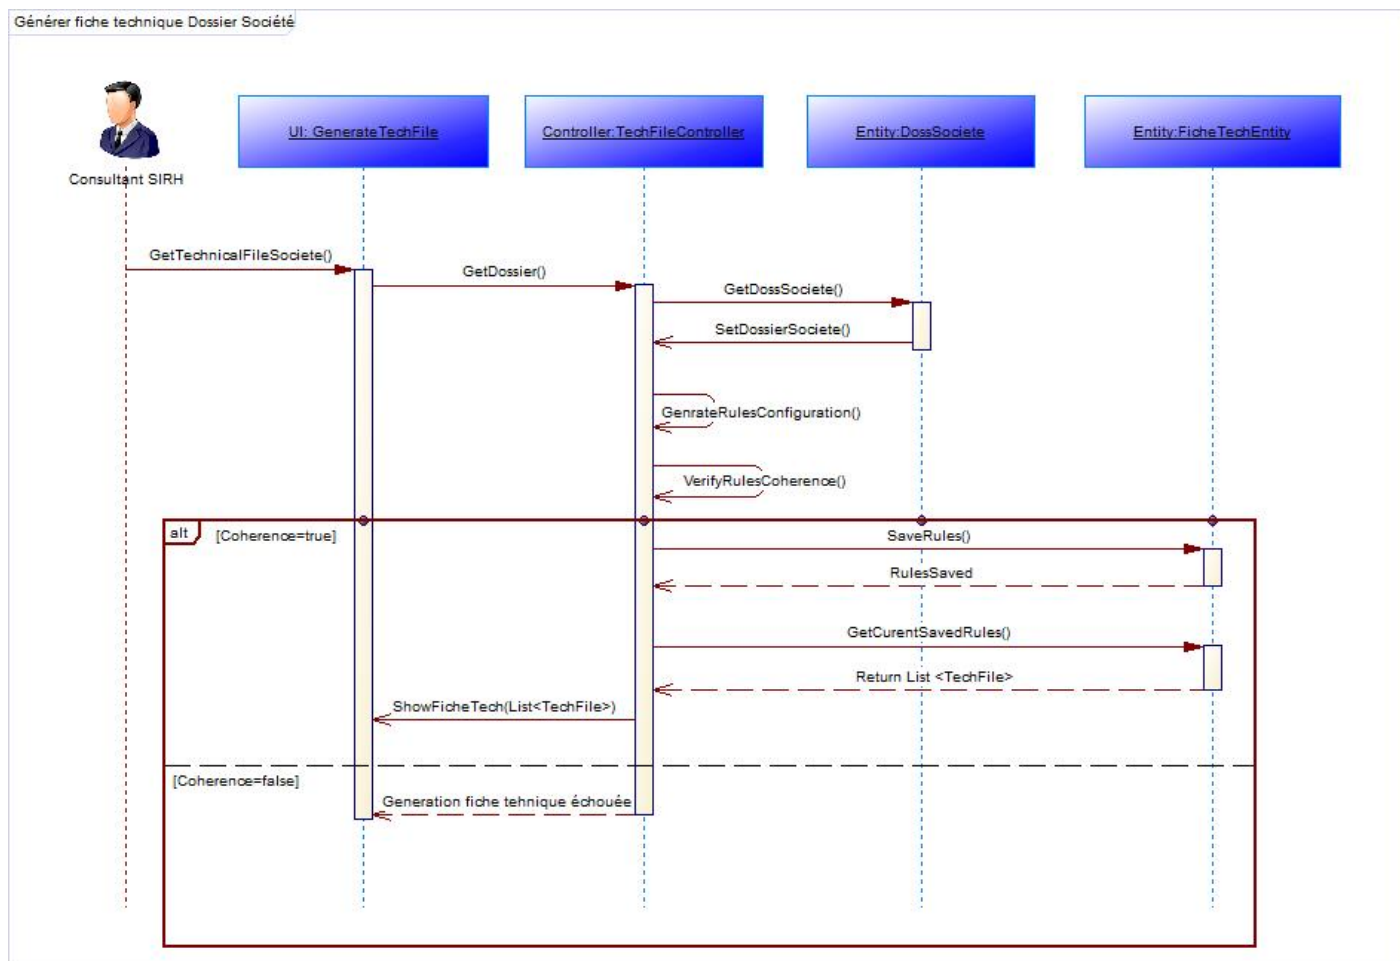 Générer fiche technique Dossier Société
UI: GenerateTechFile
Controller:TechFileController
Entity:DossSociete
Entity:FicheTechEntity
Consultant SIRH
GetTechnicalFileSociete()
GetDossier()
GetDossSociete()
SetDossierSociete()
GenrateRulesConfiguration()
VerifyRulesCoherence()
alt
[Coherence=true]
SaveRules()
RulesSaved
GetCurentSavedRules()
Return List <TechFile>
ShowFicheTech(List<TechFile>)
[Coherence=false]
Generation fiche tehnique échouée